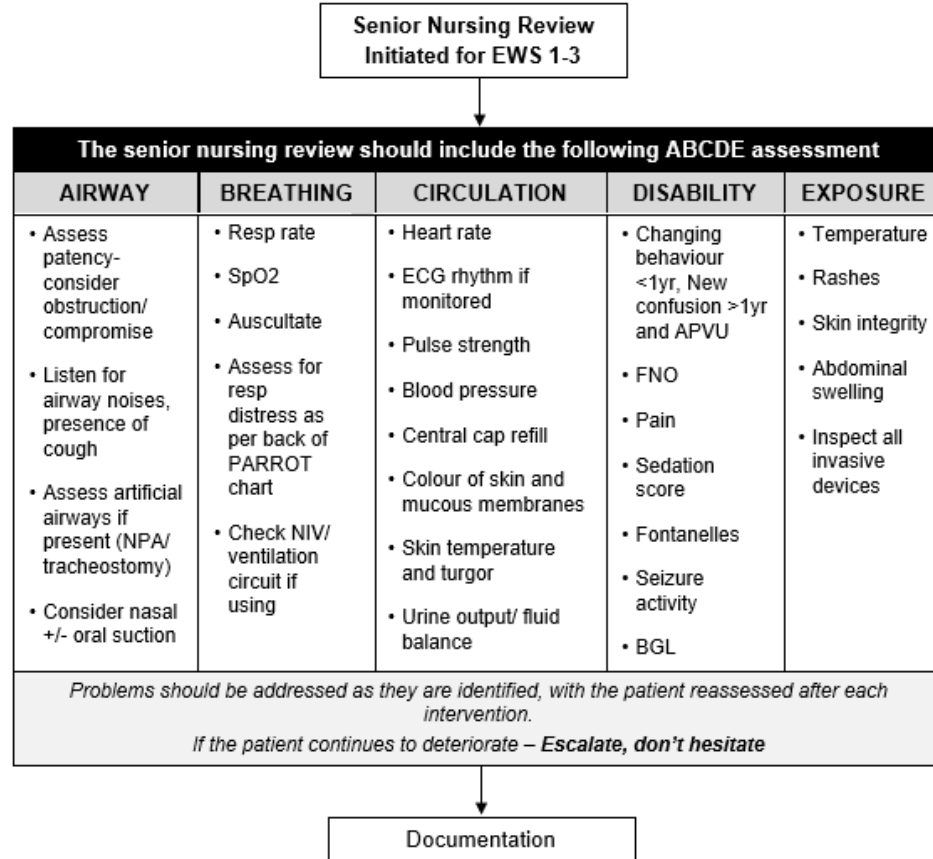 Senior Nursing Review
Initiated for EWS 1-3
The senior nursing review should include the following ABCDE assessment
AIRWAY
• Assess
patency-
consider
obstruction/
compromise
• Listen for
airway noises,
presence of
cough
• Assess artificial
airways if
present (NPA/
tracheostomy)
• Consider nasal
+/- oral suction
BREATHING
• Resp rate
• SpO2
• Auscultate
• Assess for
resp
distress as
per back of
PARROT
chart
• Check NIV/
ventilation
circuit if
using
CIRCULATION
• Heart rate
• ECG rhythm if
monitored
• Pulse strength
• Blood pressure
• Central cap refill
• Colour of skin and
mucous membranes
• Skin temperature
and turgor
• Urine output/ fluid
balance
DISABILITY
• Changing
behaviour
<1yr, New
confusion >1yr
and APVU
• FNO
• Pain
• Sedation
score
• Fontanelles
• Seizure
activity
• BGL
EXPOSURE
• Temperature
• Rashes
• Skin integrity
• Abdominal
swelling
• Inspect all
invasive
devices
Problems should be addressed as they are identified, with the patient reassessed after each
intervention.
If the patient continues to deteriorate – Escalate, don't hesitate
Documentation